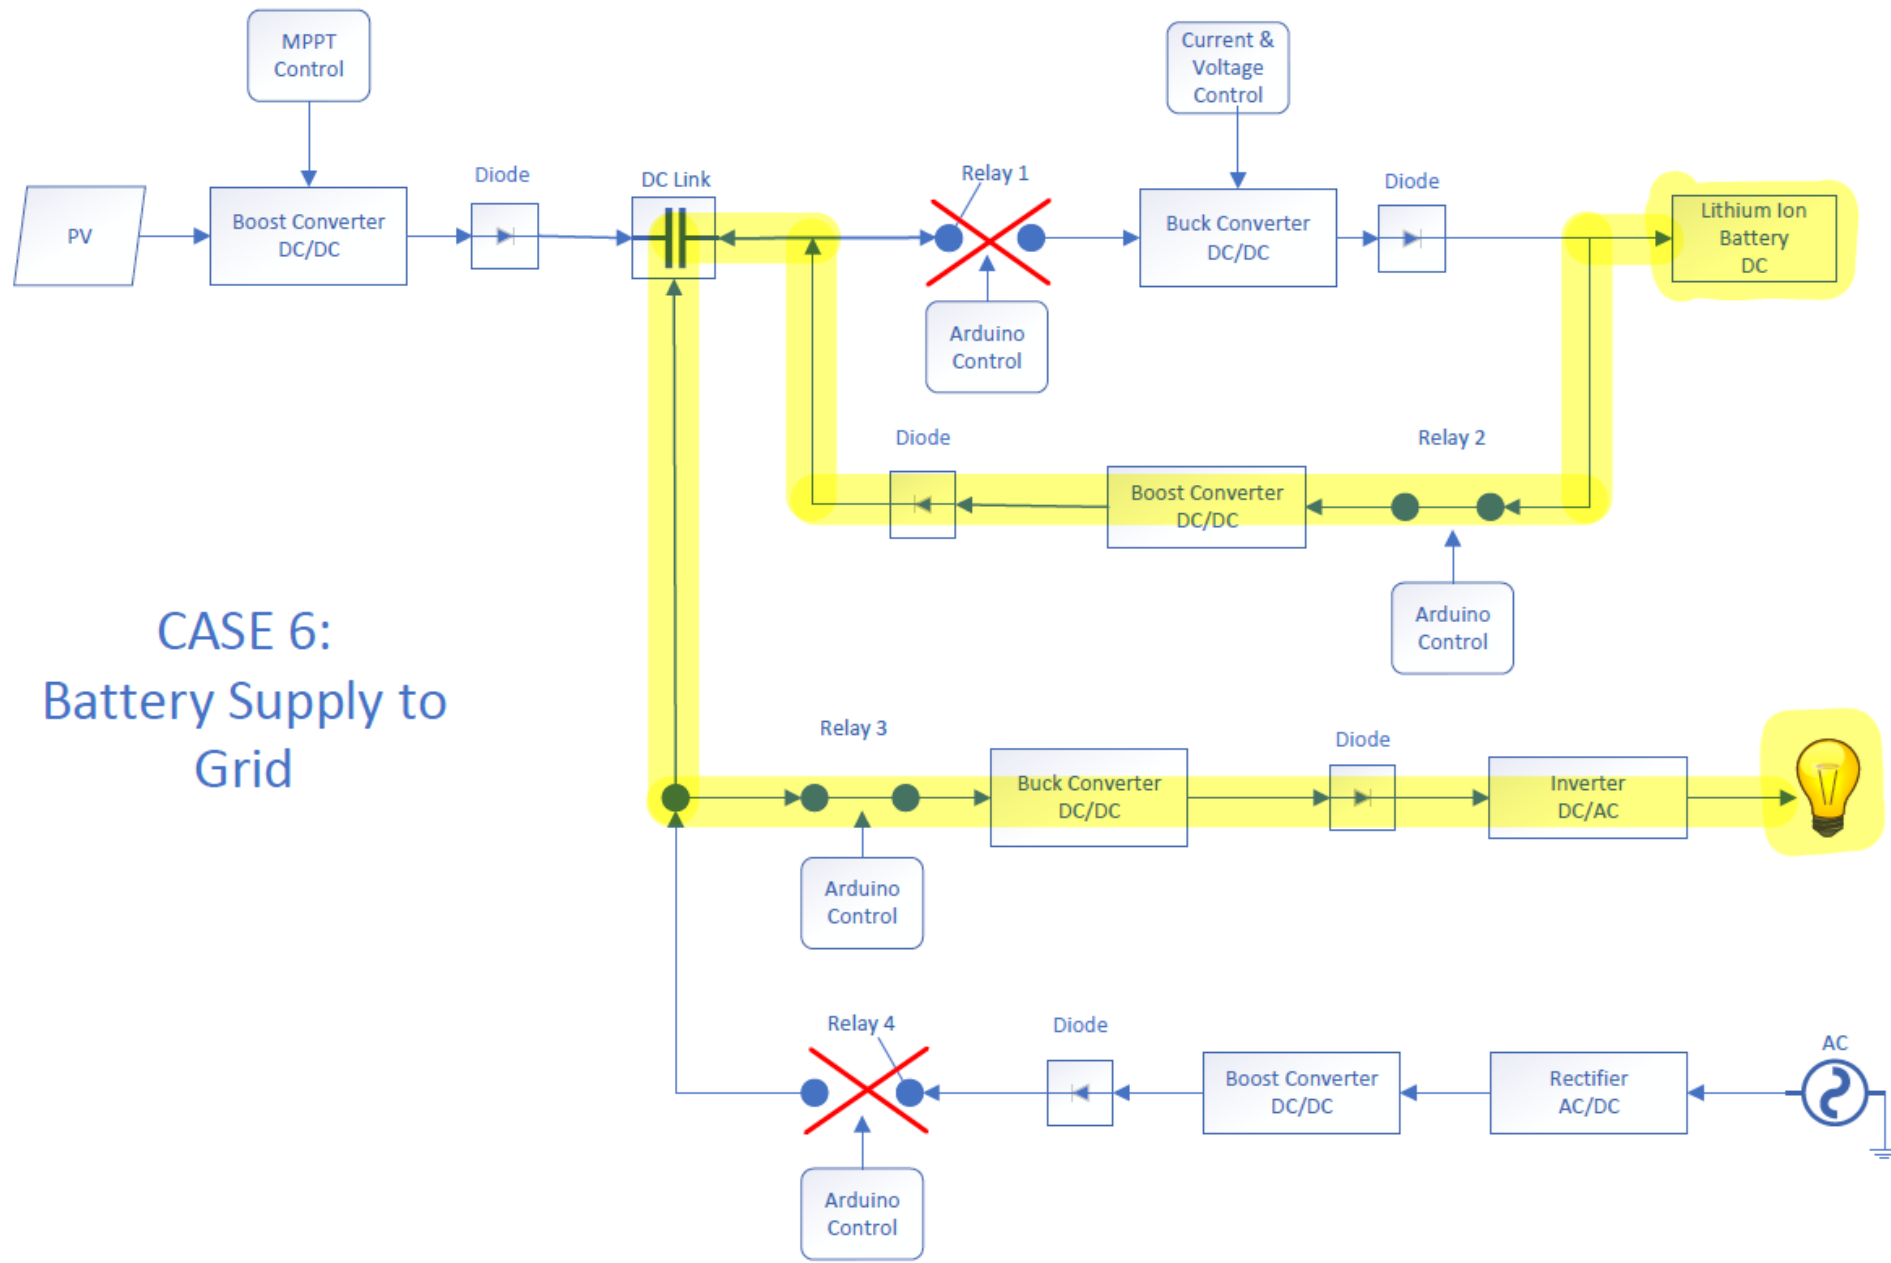 MPPT
Control
Current &
Voltage
Control
PV
Boost Converter
DC/DC
Diode
DC Link
Relay 1
Buck Converter
DC/DC
Diode
Lithium Ion
Battery
DC
Arduino
Control
Diode
Boost Converter
DC/DC
Relay 2
Arduino
Control
CASE 6:
Battery Supply to
Grid
Relay 3
Buck Converter
DC/DC
Diode
Inverter
DC/AC
Arduino
Control
Relay 4
Diode
Boost Converter
DC/DC
Rectifier
AC/DC
AC
Arduino
Control